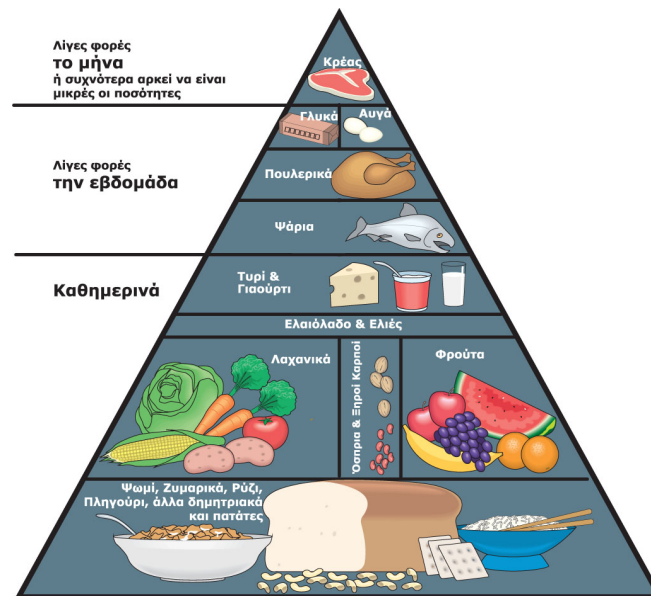 Λίγες φορές
το μήνα
ή συχνότερα αρκεί να είναι
μικρές οι ποσότητες
Κρέας
Γλυκά
Αυγά
Λίγες φορές
την εβδομάδα
Πουλερικά
Ψάρια
Καθημερινά
Τυρί &
Γιαούρτι
Ελαιόλαδο & Ελιές
Λαχανικά
Όσπρια & Ξηροί Καρποί
Φρούτα
Ψωμί, Ζυμαρικά, Ρύζι,
Πληγούρι, άλλα δημητριακά
και πατάτες